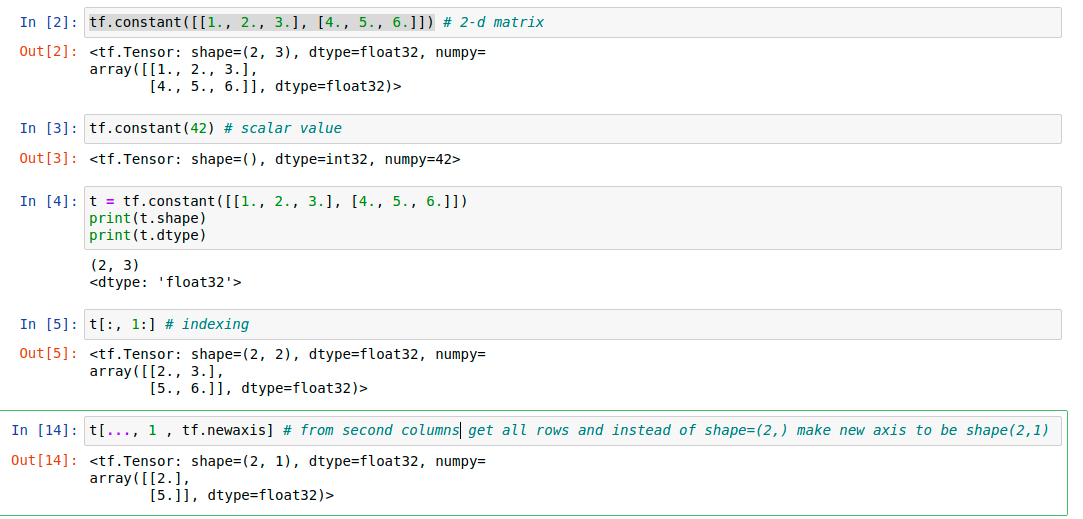 In [2]: tf.constant([[1., 2., 3.], [4., 5., 6.]]) # 2-d matrix
Out[2]: <tf.Tensor: shape=(2, 3), dtype=float32, numpy=
array([[1., 2., 3.],
       [4., 5., 6.]], dtype=float32)>
In [3]: tf.constant(42) # scalar value
Out[3]: <tf.Tensor: shape=(), dtype=int32, numpy=42>
In [4]: t = tf.constant([[1., 2., 3.], [4., 5., 6.]])
print(t.shape)
print(t.dtype)
(2, 3)
<dtype: 'float32'>
In [5]: t[:, 1:] # indexing
Out[5]: <tf.Tensor: shape=(2, 2), dtype=float32, numpy=
array([[2., 3.],
       [5., 6.]], dtype=float32)>
In [14]: t[..., 1 , tf.newaxis] # from second columns get all rows and instead of shape=(2,) make new axis to be shape(2,1)
Out[14]: <tf.Tensor: shape=(2, 1), dtype=float32, numpy=
array([[2.],
       [5.]], dtype=float32)>